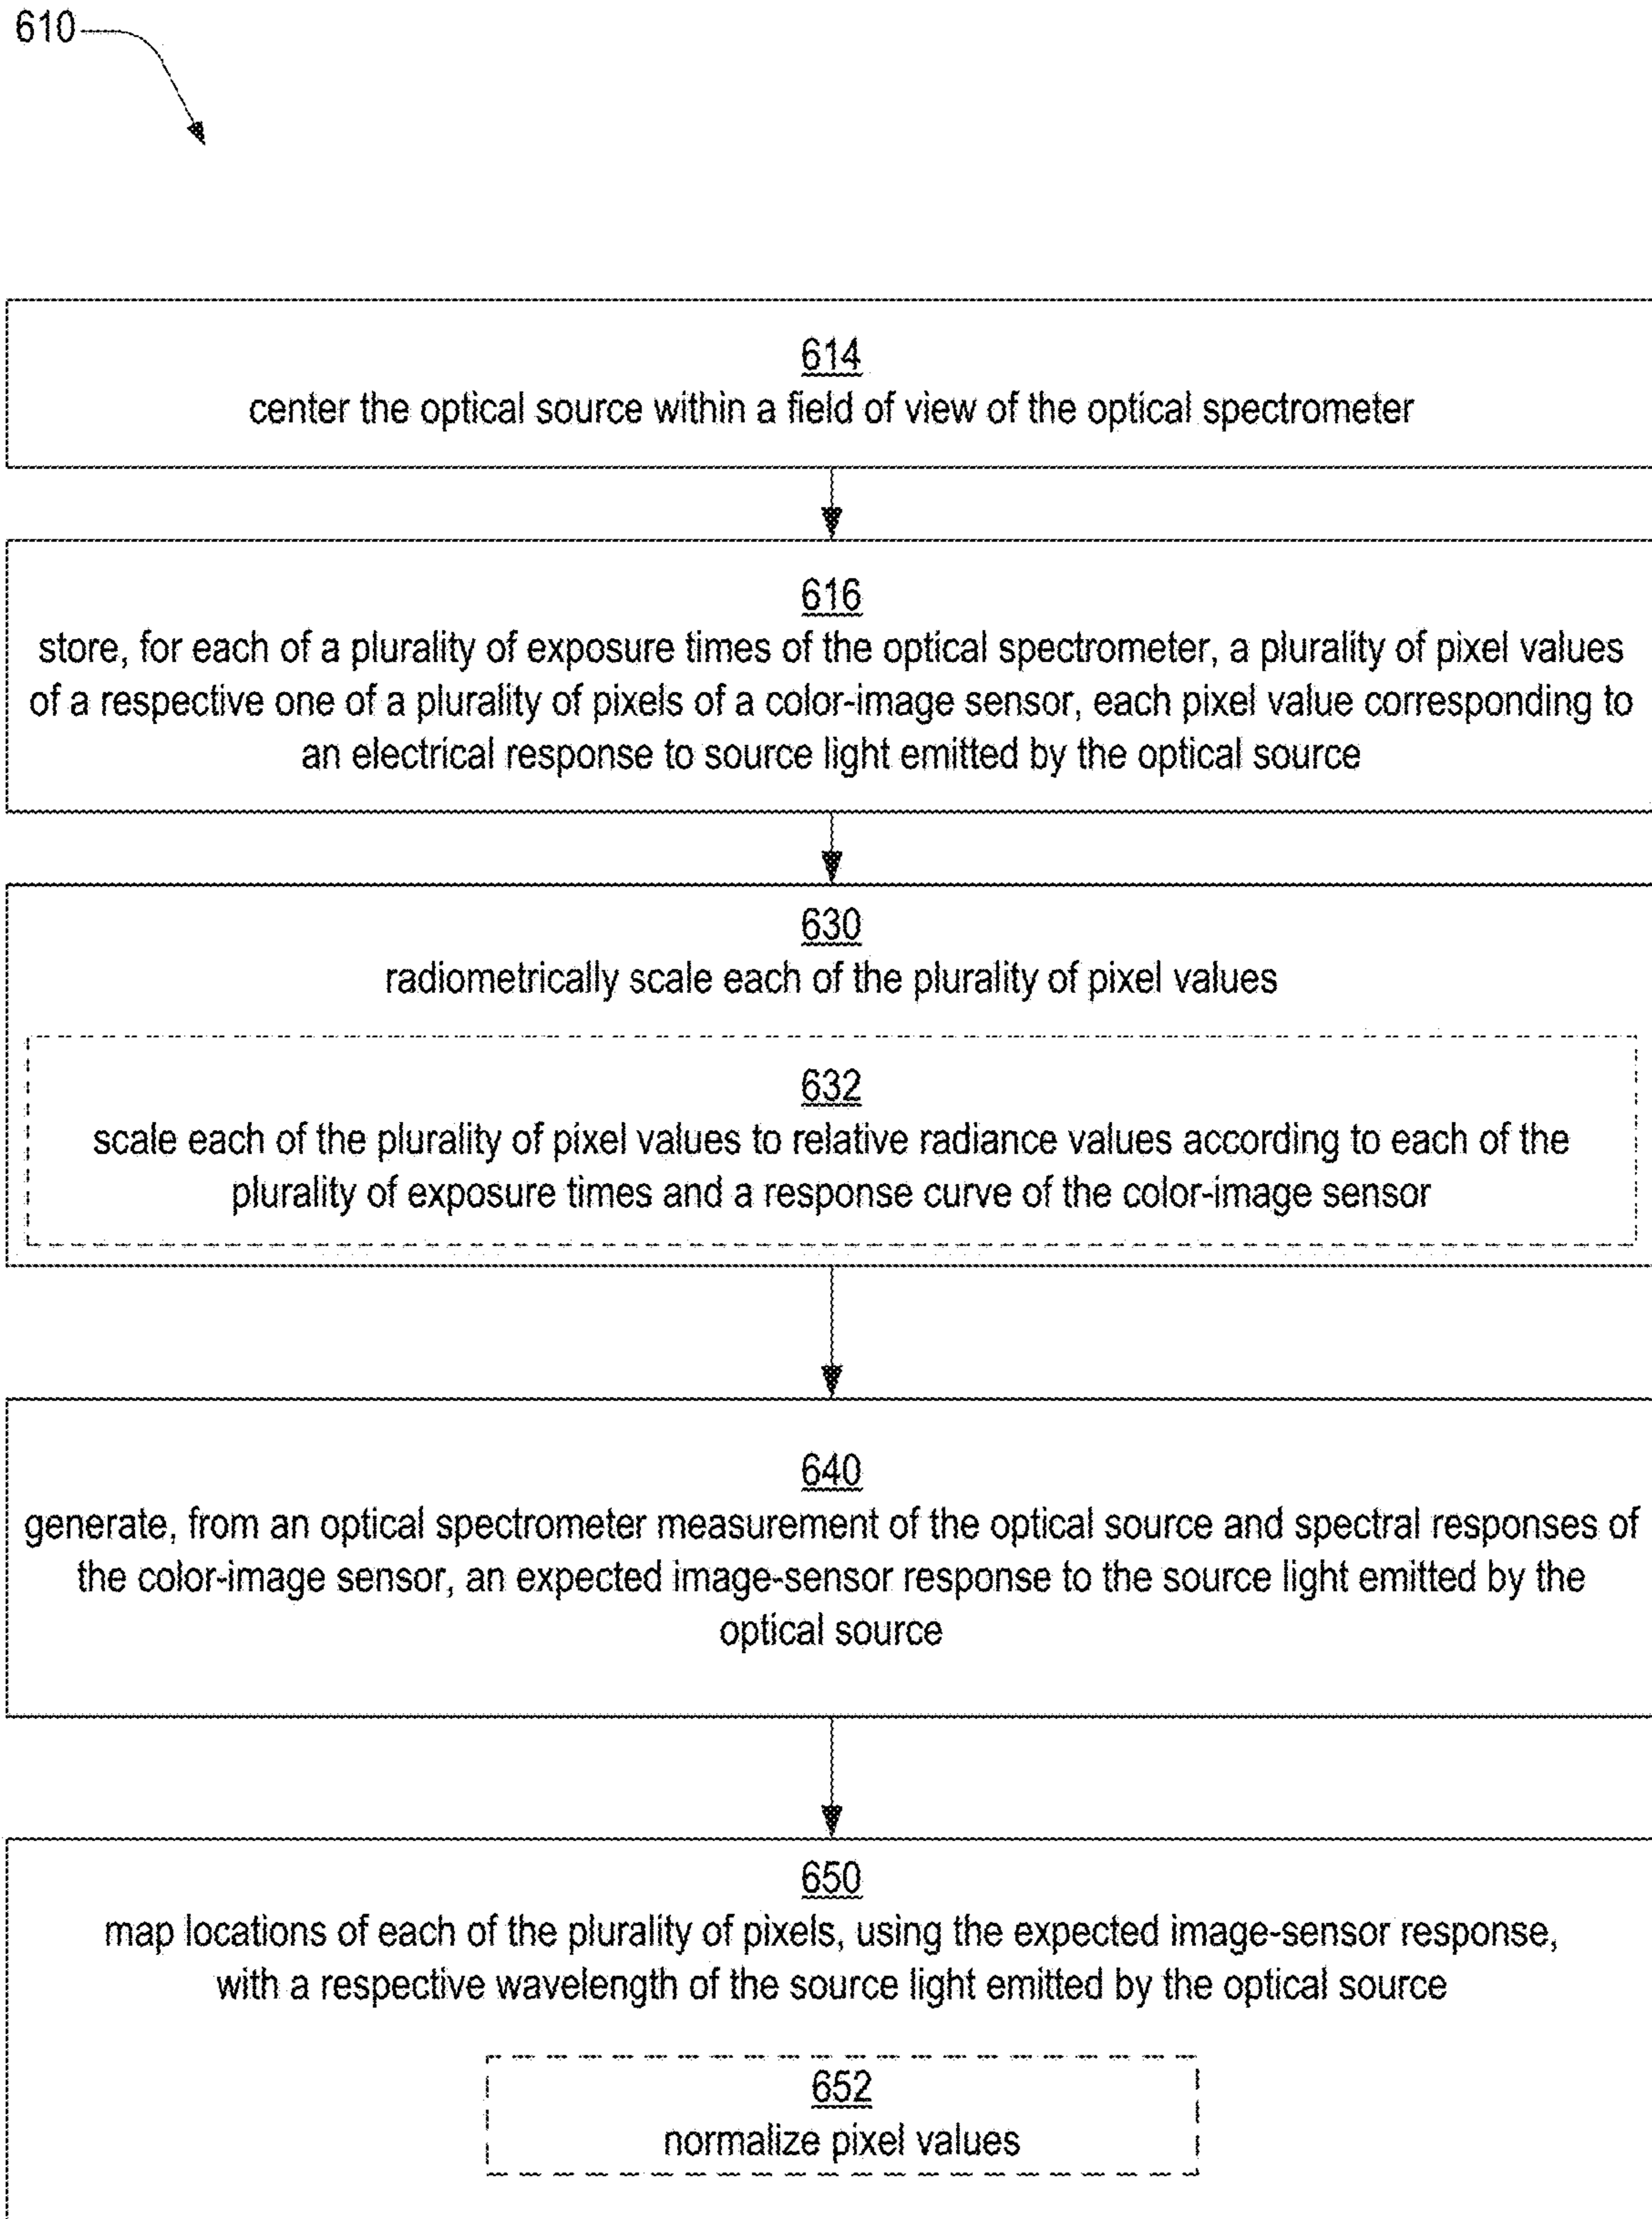 610
614
center the optical source within a field of view of the optical spectrometer
616
store, for each of a plurality of exposure times of the optical spectrometer, a plurality of pixel values
of a respective one of a plurality of pixels of a color-image sensor, each pixel value corresponding to
an electrical response to source light emitted by the optical source
630
radiometrically scale each of the plurality of pixel values
632
scale each of the plurality of pixel values to relative radiance values according to each of the
plurality of exposure times and a response curve of the color-image sensor
640
generate, from an optical spectrometer measurement of the optical source and spectral responses of
the color-image sensor, an expected image-sensor response to the source light emitted by the
optical source
650
map locations of each of the plurality of pixels, using the expected image-sensor response,
with a respective wavelength of the source light emitted by the optical source
652
normalize pixel values